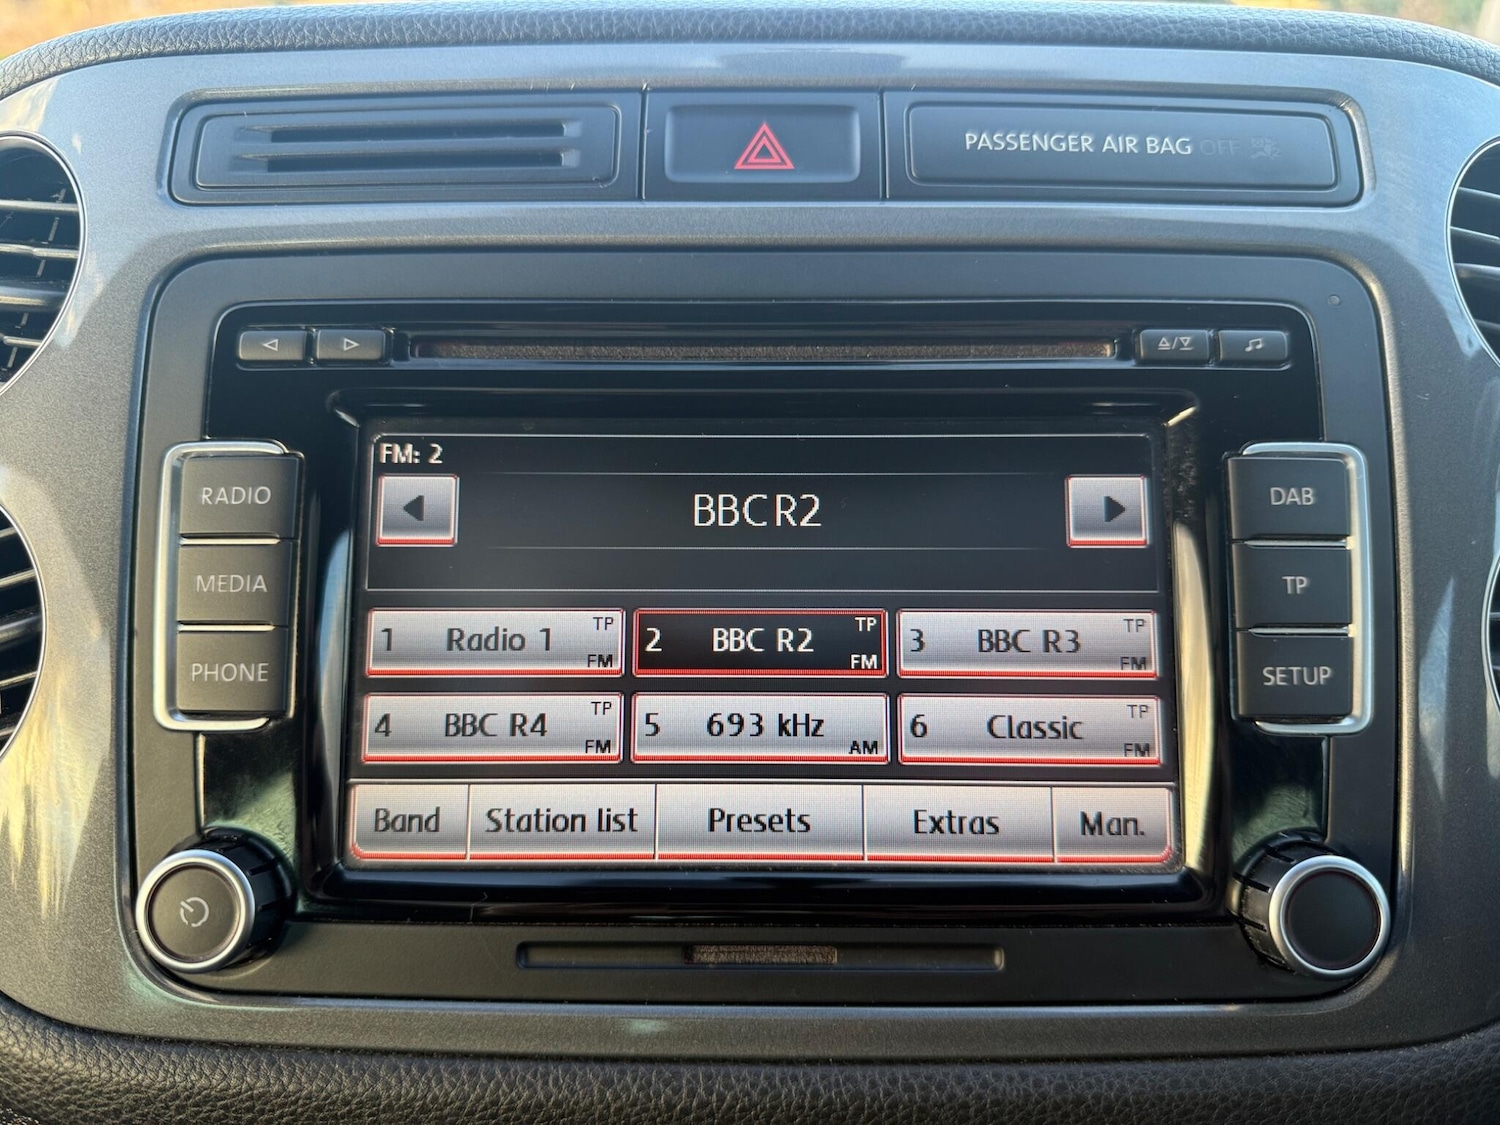 PASSENGER AIR BAG OFF
FM: 2
BBC R2
RADIO
MEDIA
PHONE
DAB
TP
SETUP
1 Radio 1 TP FM
2 BBC R2 TP FM
3 BBC R3 TP FM
4 BBC R4 TP FM
5 693 kHz AM
6 Classic TP FM
Band Station list Presets Extras Man.